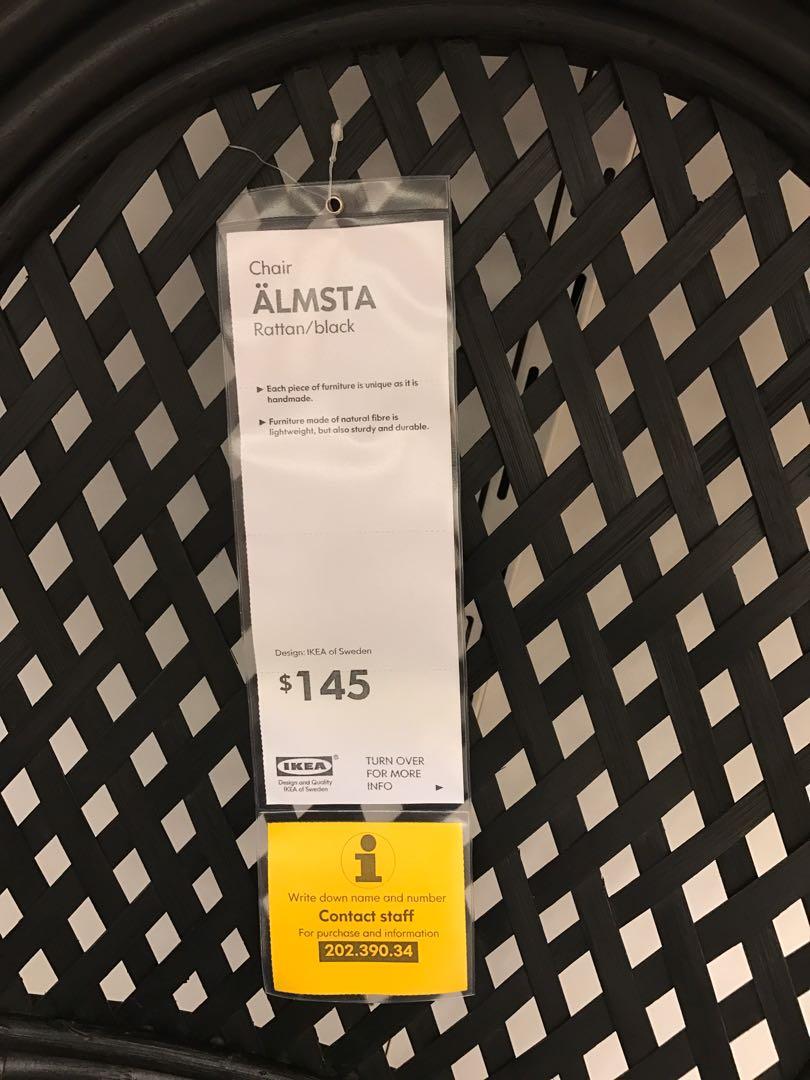 Chair
ÄLMSTA
Rattan/black
▶ Each piece of furniture is unique as it is
handmade.
▶ Furniture made of natural fibre is
lightweight, but also sturdy and durable.
Design: IKEA of Sweden
$145
IKEA®
Design and Quality
IKEA of Sweden
TURN OVER
FOR MORE
INFO ▶
i
Write down name and number
Contact staff
For purchase and information
202.390.34